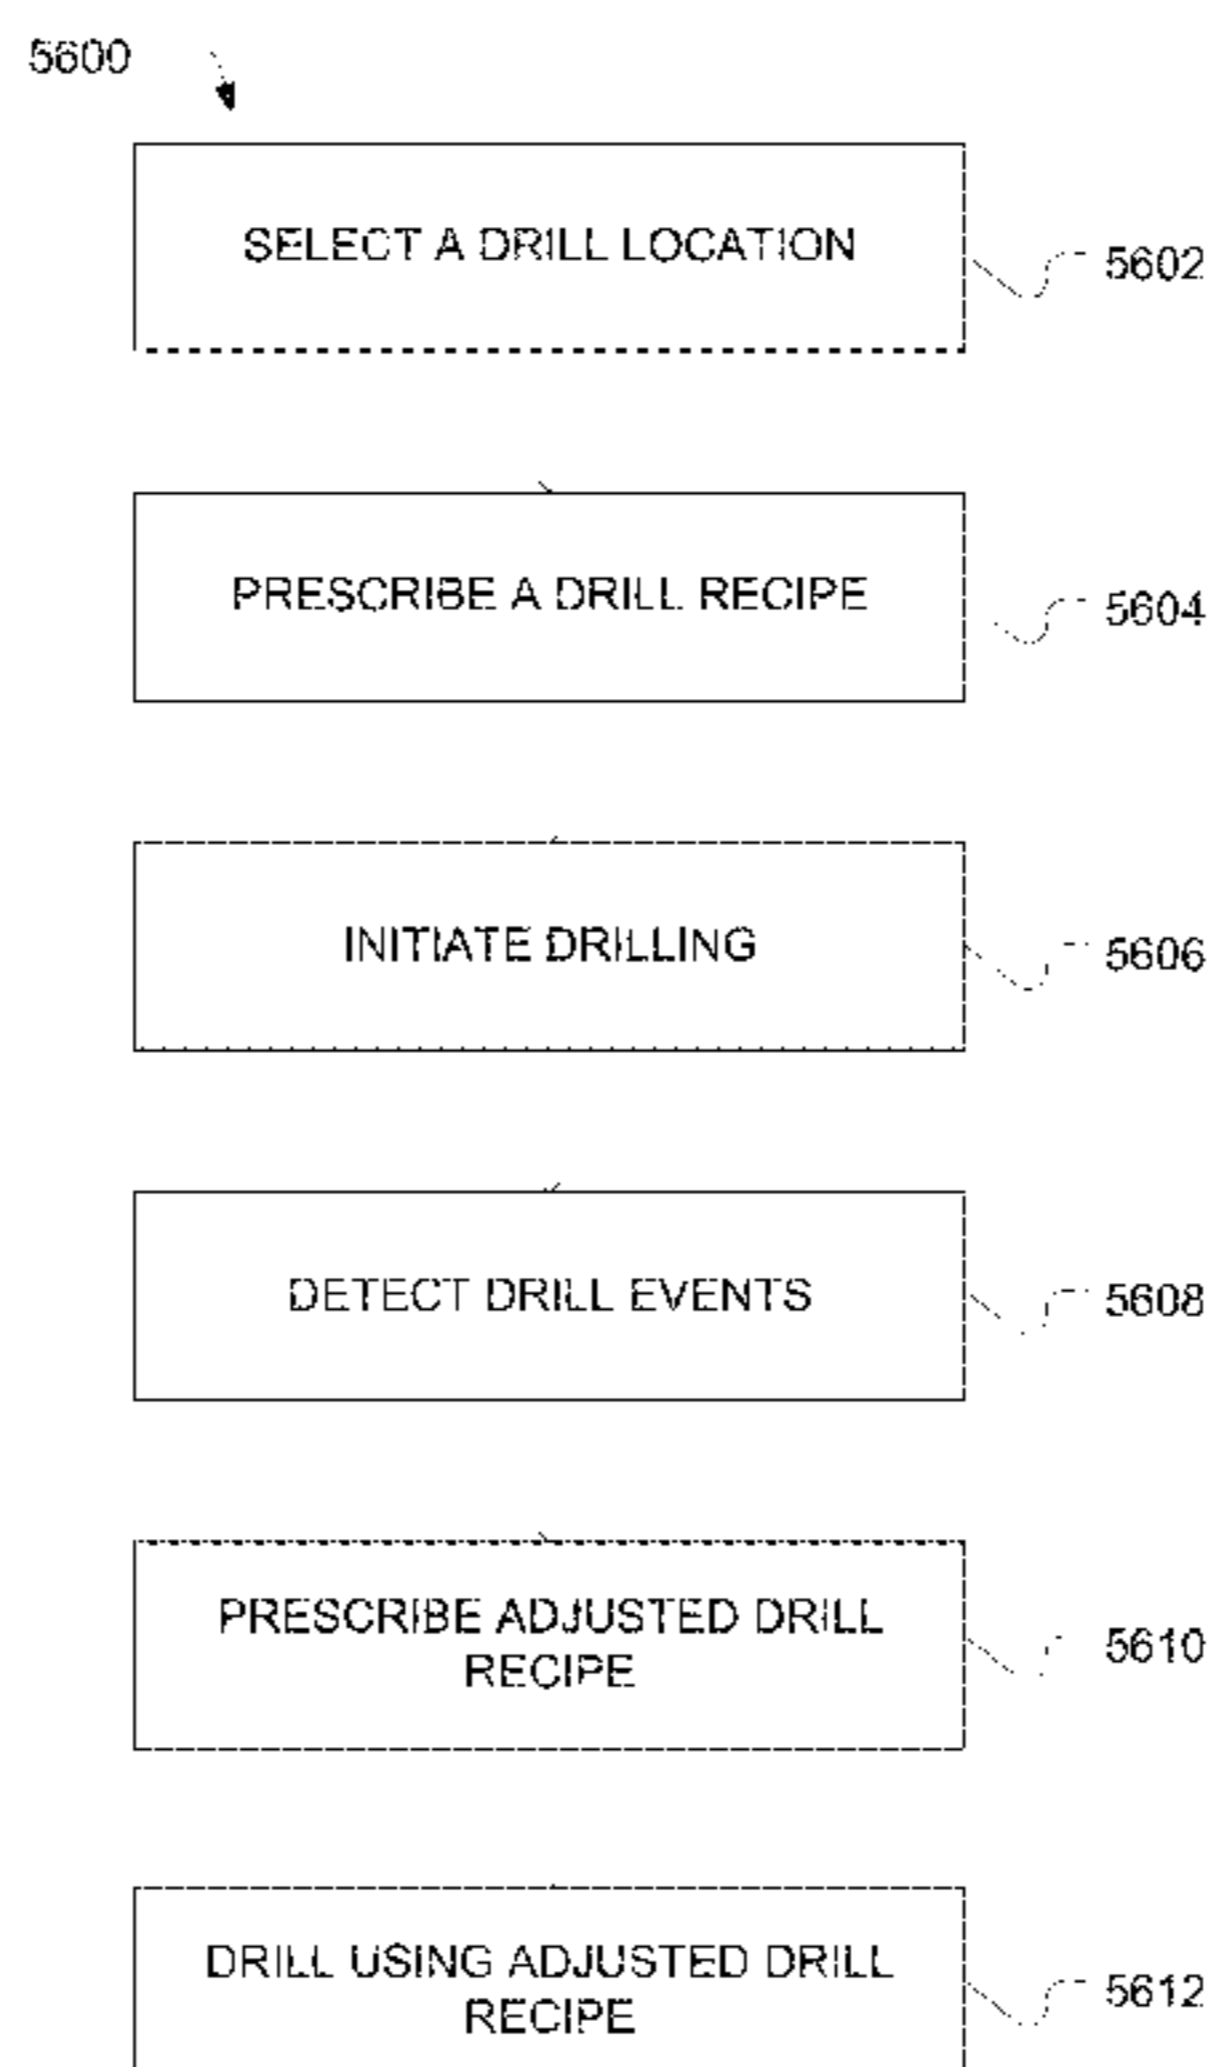 5600
SELECT A DRILL LOCATION
5602
PRESCRIBE A DRILL RECIPE
5604
INITIATE DRILLING
5606
DETECT DRILL EVENTS
5608
PRESCRIBE ADJUSTED DRILL
RECIPE
5610
DRILL USING ADJUSTED DRILL
RECIPE
5612